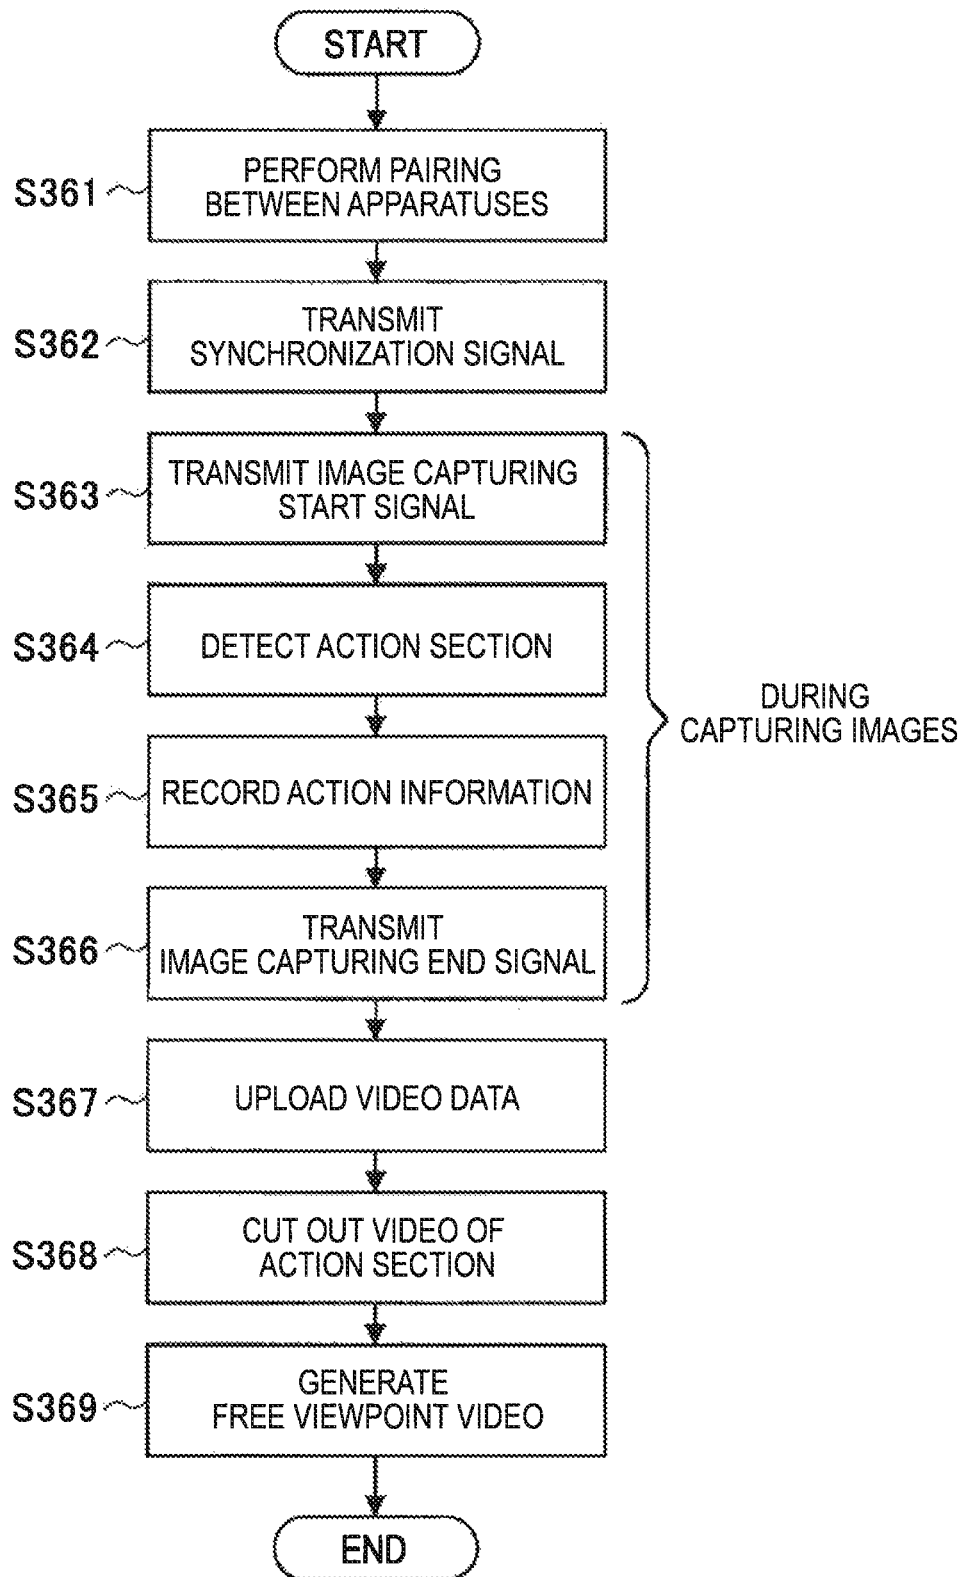 START
S361
PERFORM PAIRING
BETWEEN APPARATUSES
S362
TRANSMIT
SYNCHRONIZATION SIGNAL
S363
TRANSMIT IMAGE CAPTURING
START SIGNAL
S364
DETECT ACTION SECTION
DURING
CAPTURING IMAGES
S365
RECORD ACTION INFORMATION
S366
TRANSMIT
IMAGE CAPTURING END SIGNAL
S367
UPLOAD VIDEO DATA
S368
CUT OUT VIDEO OF
ACTION SECTION
S369
GENERATE
FREE VIEWPOINT VIDEO
END